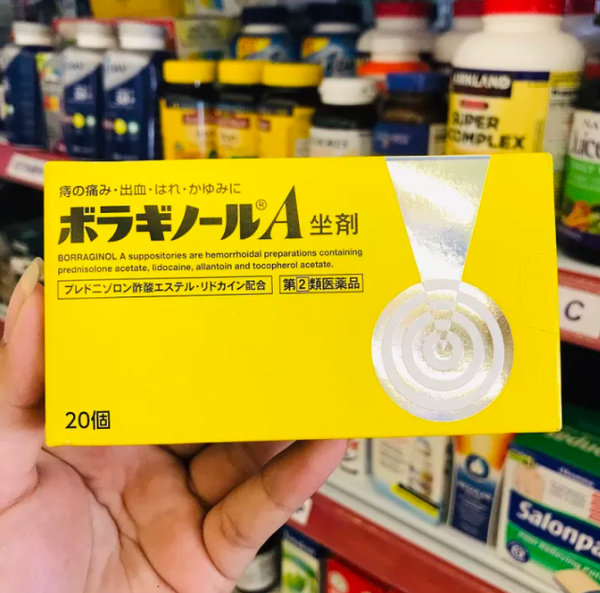 痔の痛み・出血・はれ・かゆみに
ボラギノール®A坐剤
BORRAGINOL A suppositories are hemorrhoidal preparations containing
prednisolone acetate, lidocaine, allantoin and tocopherol acetate.
プレドニゾロン酢酸エステル・リドカイン配合 第②類医薬品
20個
KIRKLAND
SUPER
COMPLEX
C
Salonpa
Pain Relieving